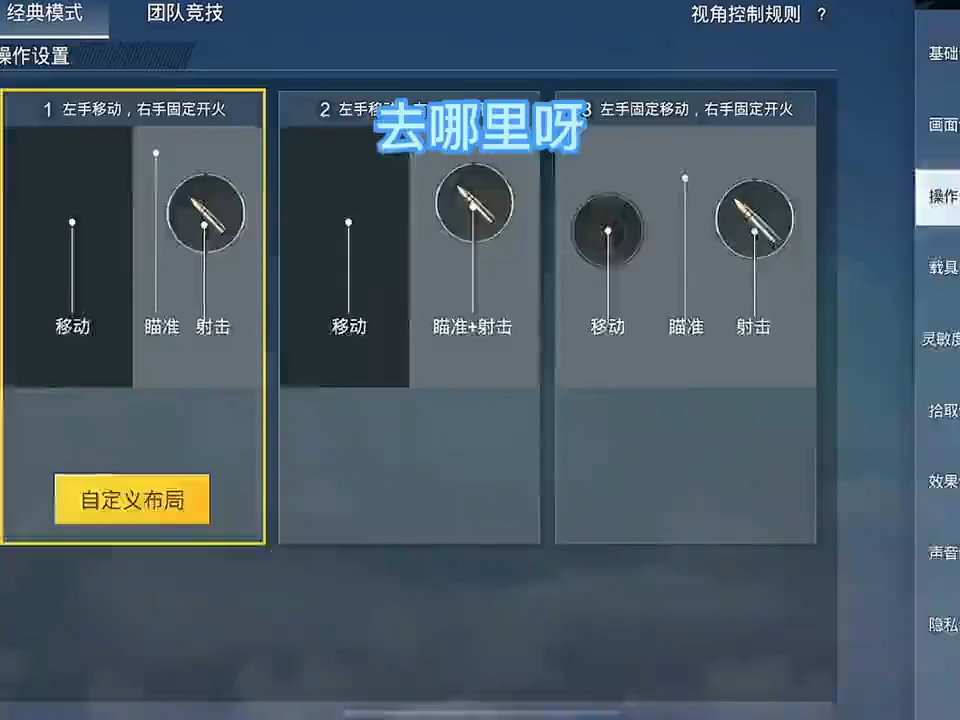 经典模式 团队竞技 视角控制规则 ?
操作设置
1 左手移动，右手固定开火
2 左手移
去哪里呀
3 左手固定移动，右手固定开火
移动 瞄准 射击
移动 瞄准+射击
移动 瞄准 射击
自定义布局
基础
画面
操作
载具
灵敏度
拾取
效果
声音
隐私